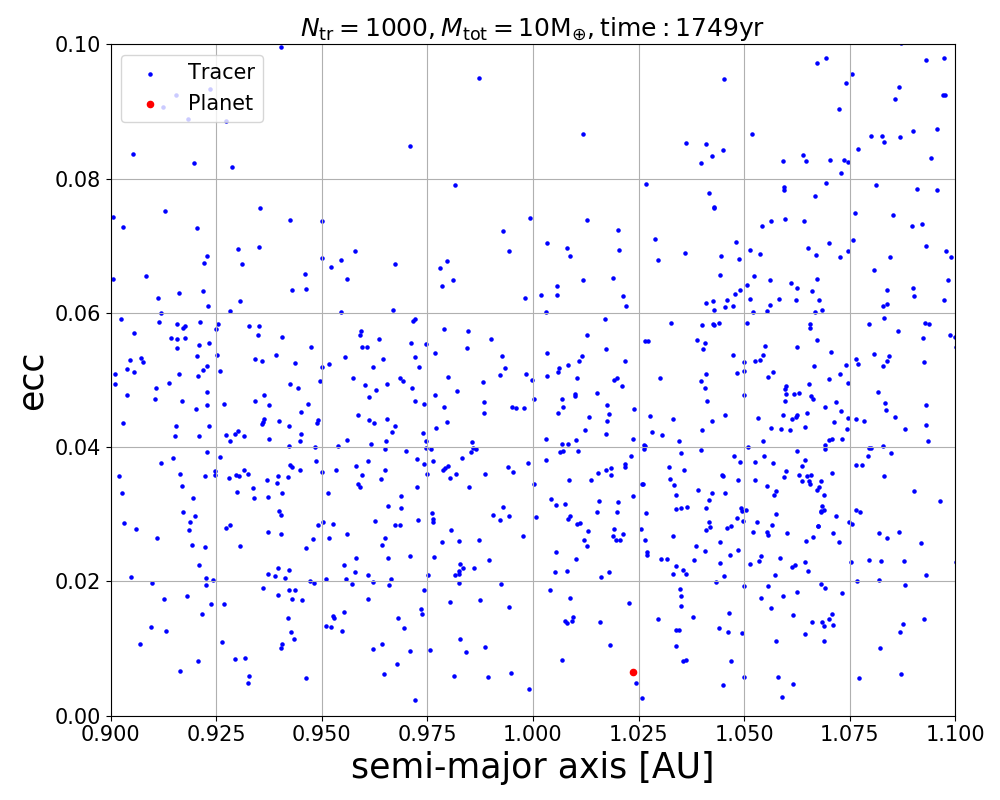 N_tr = 1000, M_tot = 10M_⊕, time : 1749yr
Tracer
Planet
0.10
0.08
0.06
0.04
0.02
0.00
ecc
0.900 0.925 0.950 0.975 1.000 1.025 1.050 1.075 1.100
semi-major axis [AU]